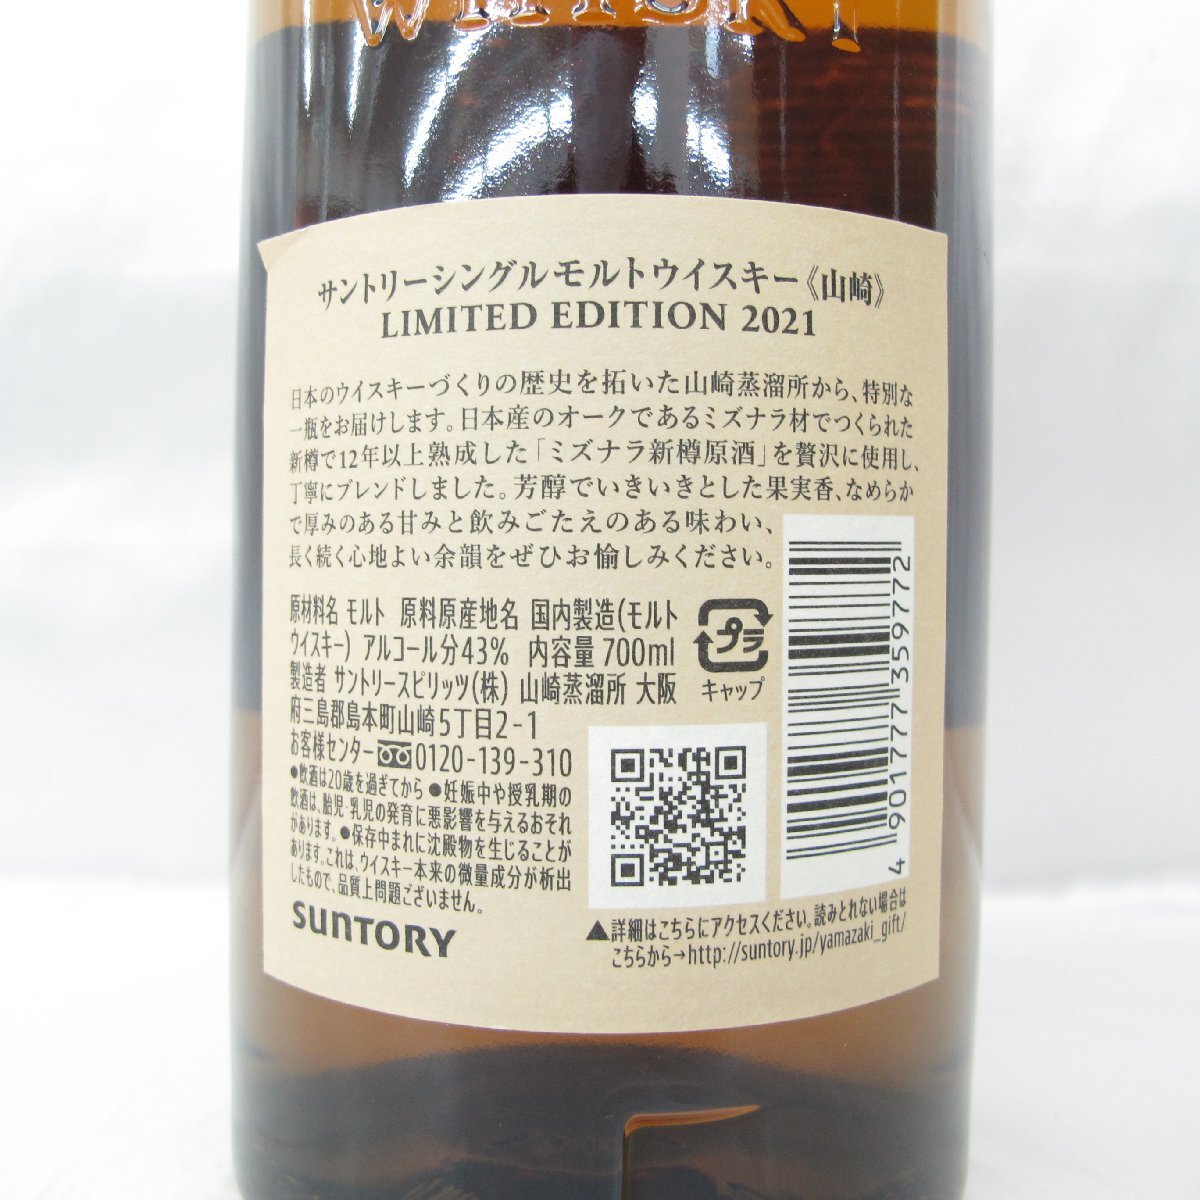 WHISKY
サントリーシングルモルトウイスキー《山崎》
LIMITED EDITION 2021
日本のウイスキーづくりの歴史を拓いた山崎蒸溜所から、特別な
一瓶をお届けします。日本産のオークであるミズナラ材でつくられた
新樽で12年以上熟成した「ミズナラ新樽原酒」を贅沢に使用し、
丁寧にブレンドしました。芳醇でいきいきとした果実香、なめらか
で厚みのある甘みと飲みごたえのある味わい、
長く続く心地よい余韻をぜひお愉しみください。
原材料名 モルト 原料原産地名 国内製造(モルト
ウイスキー) アルコール分43% 内容量 700ml
製造者 サントリースピリッツ(株) 山崎蒸溜所 大阪
府三島郡島本町山崎5丁目2-1
お客様センター 0120-139-310
●飲酒は20歳を過ぎてから ●妊娠中や授乳期の
飲酒は、胎児・乳児の発育に悪影響を与えるおそれ
があります。●保存中まれに沈殿物を生じることが
あります。これは、ウイスキー本来の微量成分が析出
したもので、品質上問題ございません。
SUNTORY
プラ
キャップ
4 901777 359772
▲詳細はこちらにアクセスください。読みとれない場合は
こちらから→http://suntory.jp/yamazaki_gift/